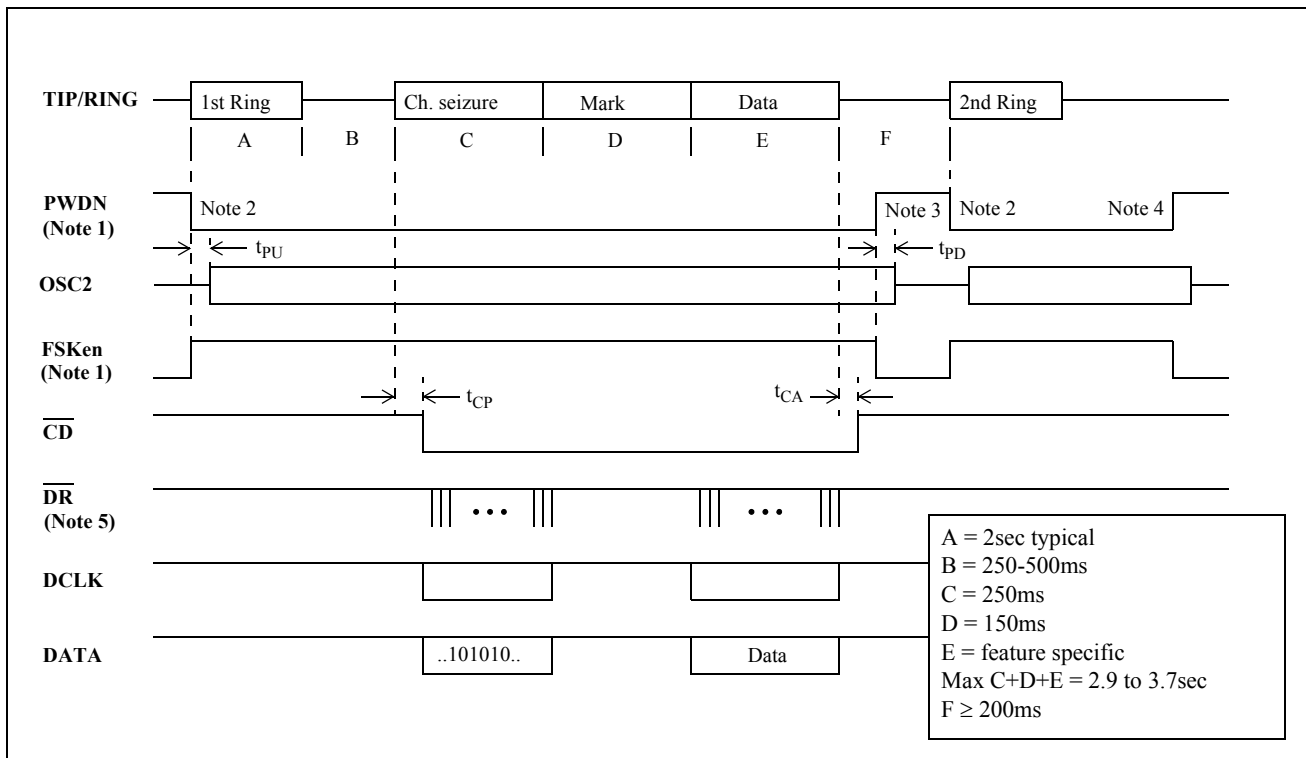 TIP/RING 1st Ring Ch. seizure Mark Data 2nd Ring
A B C D E F
PWDN
(Note 1)
Note 2 Note 3 Note 2 Note 4
tPU tPD
OSC2
FSKen
(Note 1)
tCP tCA
CD
DR
(Note 5)
DCLK
DATA ..101010.. Data
A = 2sec typical
B = 250-500ms
C = 250ms
D = 150ms
E = feature specific
Max C+D+E = 2.9 to 3.7sec
F ≥ 200ms